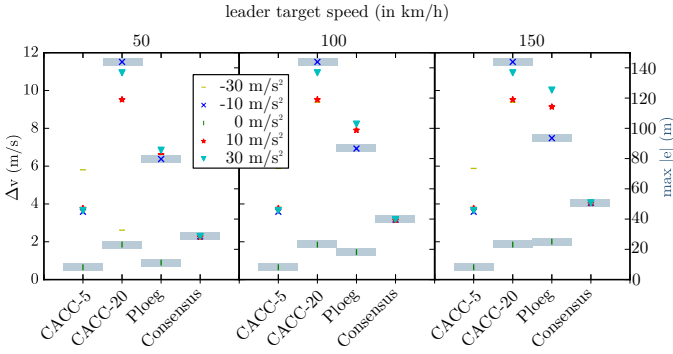 leader target speed (in km/h)
50 100 150
12 140
10 120
8 100
6 80
4 60
2 40
0 20
0
Δv (m/s)
max |e| (m)
-30 m/s²
-10 m/s²
0 m/s²
10 m/s²
30 m/s²
CACC-5 CACC-20 Ploeg Consensus CACC-5 CACC-20 Ploeg Consensus CACC-5 CACC-20 Ploeg Consensus